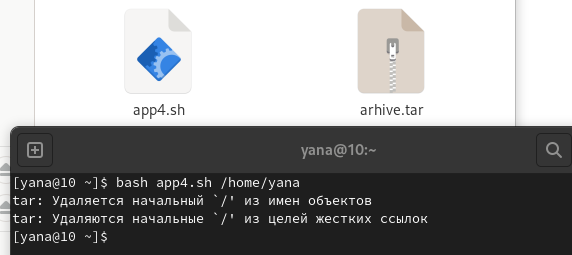 app4.sh
arhive.tar
yana@10:~
[yana@10 ~]$ bash app4.sh /home/yana
tar: Удаляется начальный `/' из имен объектов
tar: Удаляются начальные `/' из целей жестких ссылок
[yana@10 ~]$